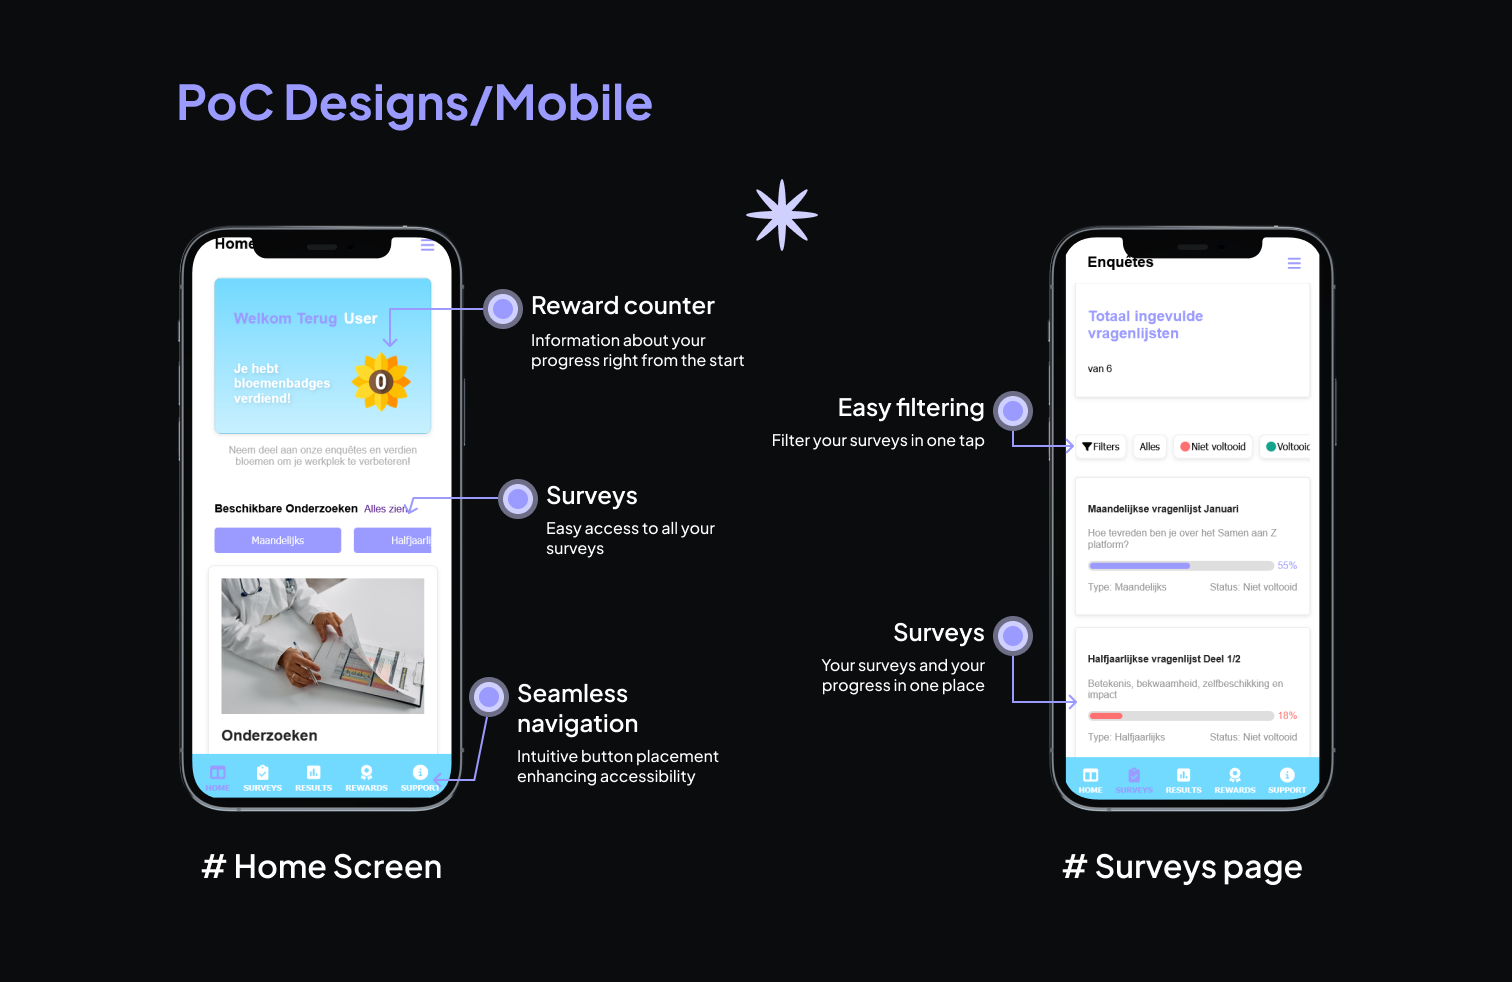 PoC Designs/Mobile
Home
Welkom Terug User
Je hebt
bloemenbadges
verdiend!
0
Neem deel aan onze enquêtes en verdien
bloemen om je werkplek te verbeteren!
Beschikbare Onderzoeken Alles zien
Maandelijks
Halfjaarli
Onderzoeken
HOME
SURVEYS
RESULTS
REWARDS
SUPPORT
Reward counter
Information about your
progress right from the start
Surveys
Easy access to all your
surveys
Seamless
navigation
Intuitive button placement
enhancing accessibility
# Home Screen
Easy filtering
Filter your surveys in one tap
Surveys
Your surveys and your
progress in one place
Enquêtes
Totaal ingevulde
vragenlijsten
van 6
Filters
Alles
Niet voltooid
Voltooid
Maandelijkse vragenlijst Januari
Hoe tevreden ben je over het Samen aan Z
platform?
55%
Type: Maandelijks
Status: Niet voltooid
Halfjaarlijkse vragenlijst Deel 1/2
Betekenis, bekwaamheid, zelfbeschikking en
impact
18%
Type: Halfjaarlijks
Status: Niet voltooid
HOME
SURVEYS
RESULTS
REWARDS
SUPPORT
# Surveys page